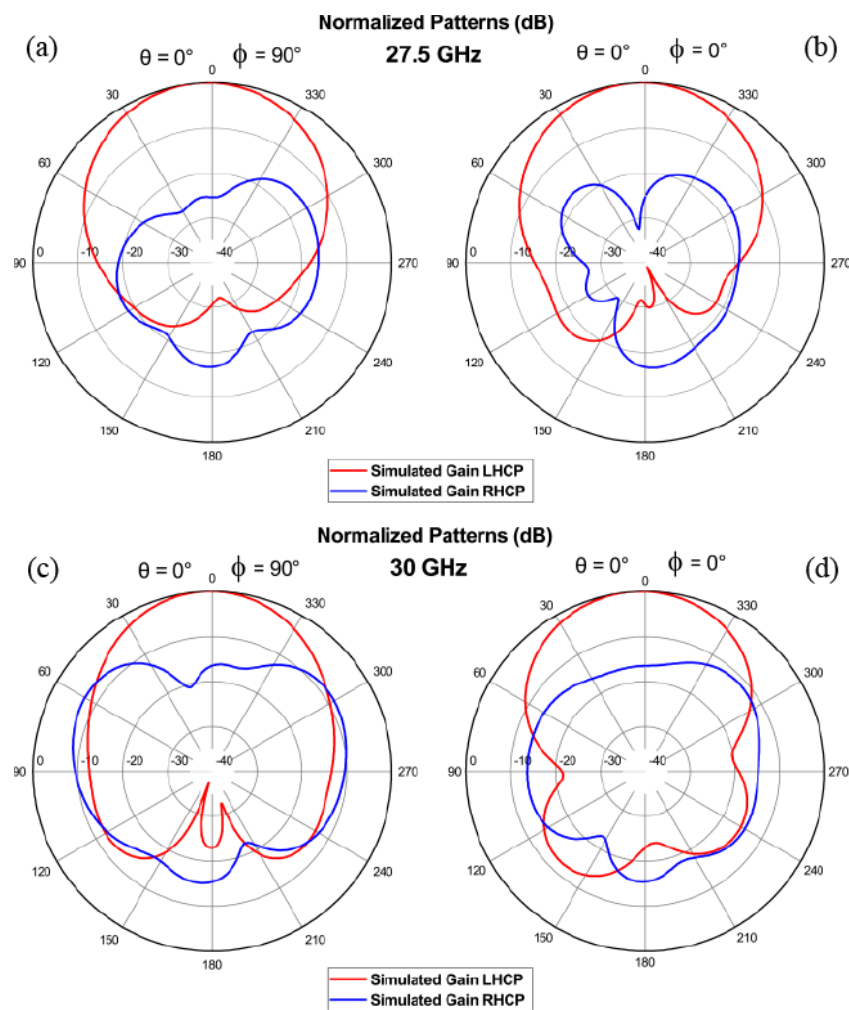 Normalized Patterns (dB)
(a) θ = 0° ϕ = 90° 27.5 GHz θ = 0° ϕ = 0° (b)
0 0
30 330 30 330
60 300 60 300
90 0 -10 -20 -30 -40 270 90 0 -10 -20 -30 -40 270
120 240 120 240
150 210 150 210
180 180
Simulated Gain LHCP
Simulated Gain RHCP
Normalized Patterns (dB)
(c) θ = 0° ϕ = 90° 30 GHz θ = 0° ϕ = 0° (d)
0 0
30 330 30 330
60 300 60 300
90 0 -10 -20 -30 -40 270 90 0 -10 -20 -30 -40 270
120 240 120 240
150 210 150 210
180 180
Simulated Gain LHCP
Simulated Gain RHCP